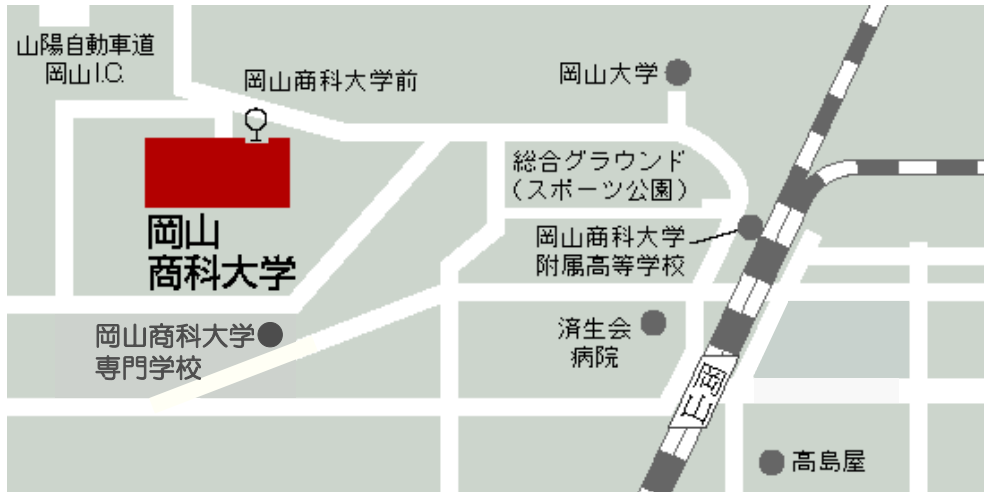 山陽自動車道
岡山I.C.
岡山商科大学前
岡山大学
総合グラウンド
(スポーツ公園)
岡山
商科大学
岡山商科大学
附属高等学校
岡山商科大学
専門学校
済生会
病院
岡山
高島屋